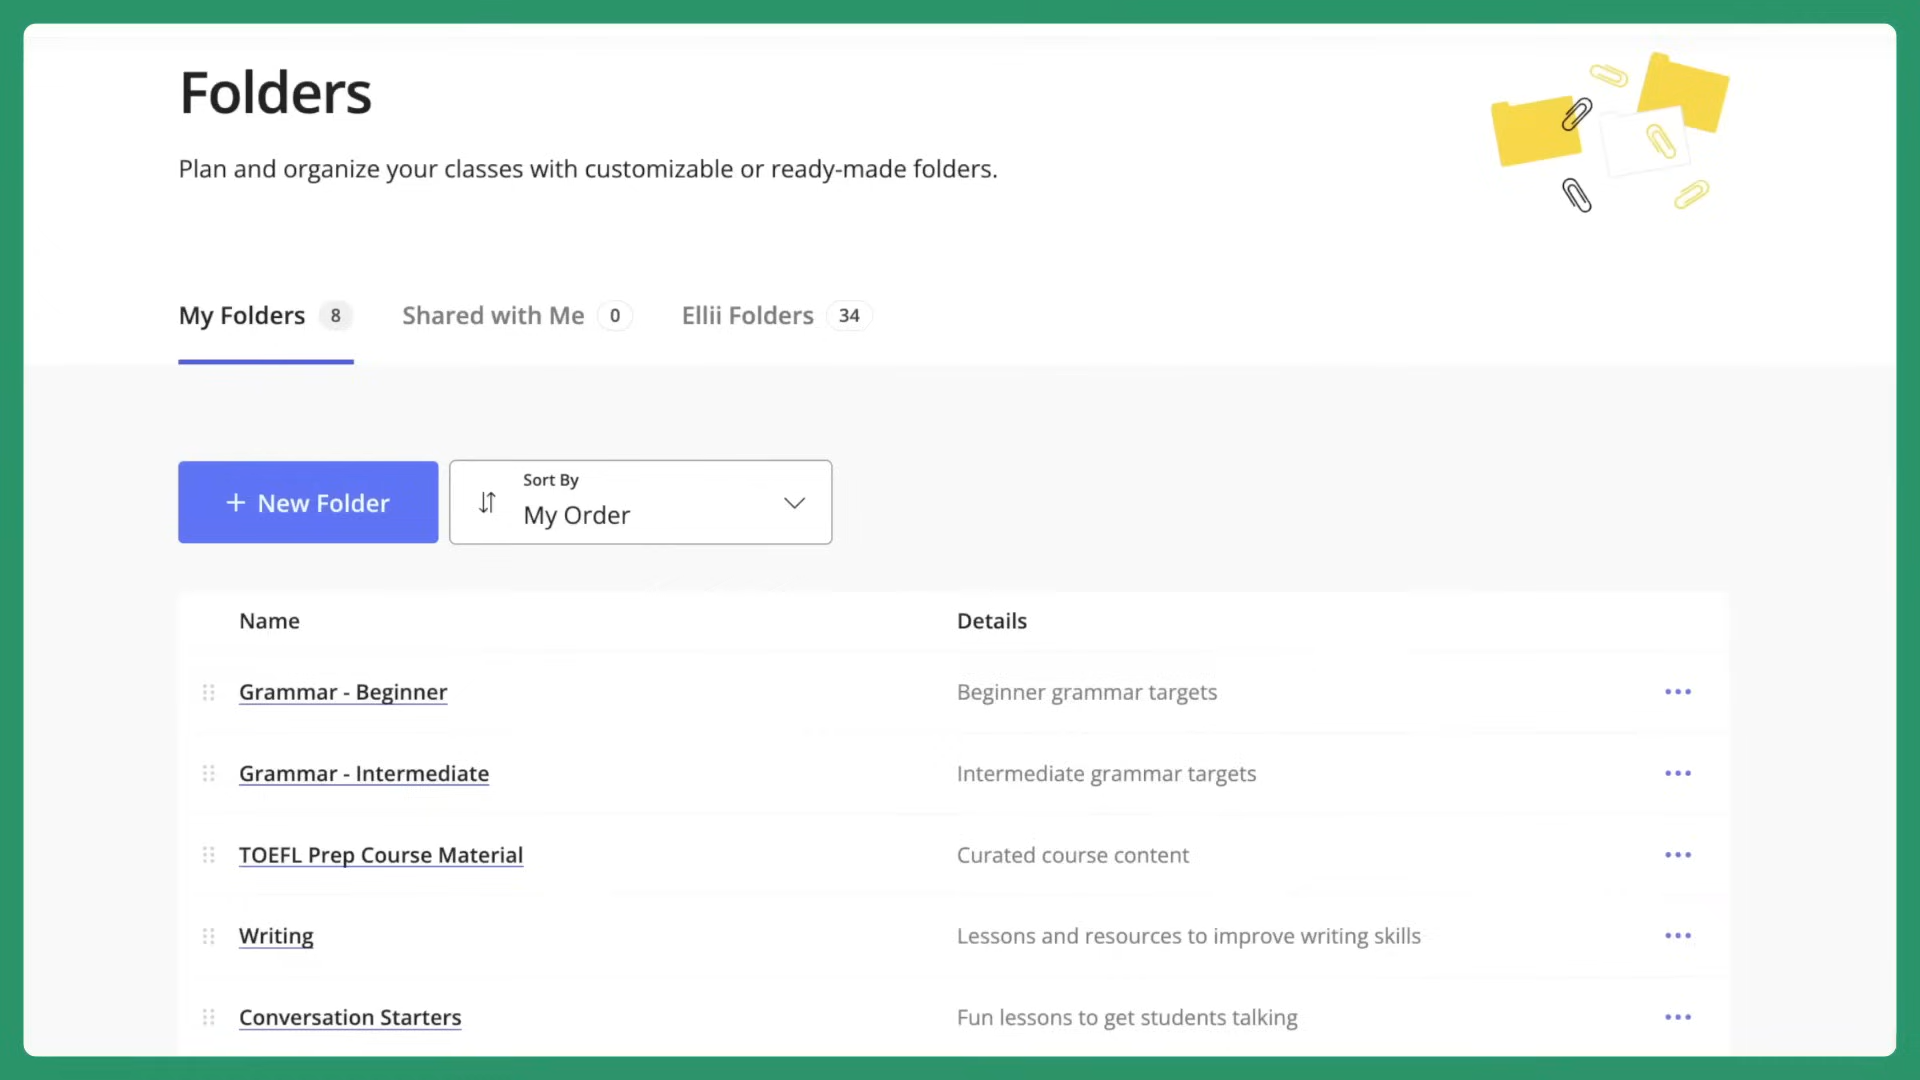 Folders
Plan and organize your classes with customizable or ready-made folders.
My Folders 8 Shared with Me 0 Ellii Folders 34
+ New Folder
Sort By
My Order
Name Details
Grammar - Beginner Beginner grammar targets
Grammar - Intermediate Intermediate grammar targets
TOEFL Prep Course Material Curated course content
Writing Lessons and resources to improve writing skills
Conversation Starters Fun lessons to get students talking